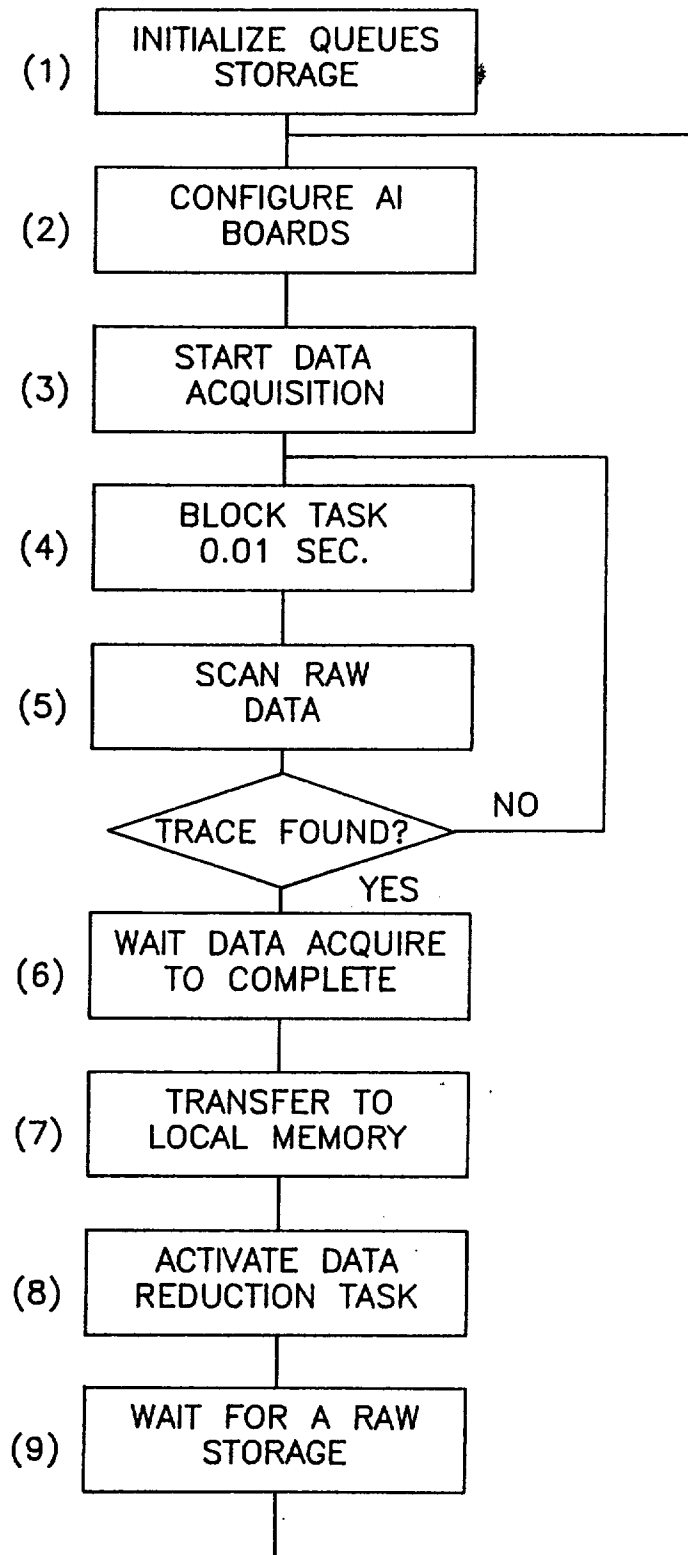 (1)
INITIALIZE QUEUES
STORAGE
(2)
CONFIGURE AI
BOARDS
(3)
START DATA
ACQUISITION
(4)
BLOCK TASK
0.01 SEC.
(5)
SCAN RAW
DATA
TRACE FOUND?
NO
YES
(6)
WAIT DATA ACQUIRE
TO COMPLETE
(7)
TRANSFER TO
LOCAL MEMORY
(8)
ACTIVATE DATA
REDUCTION TASK
(9)
WAIT FOR A RAW
STORAGE